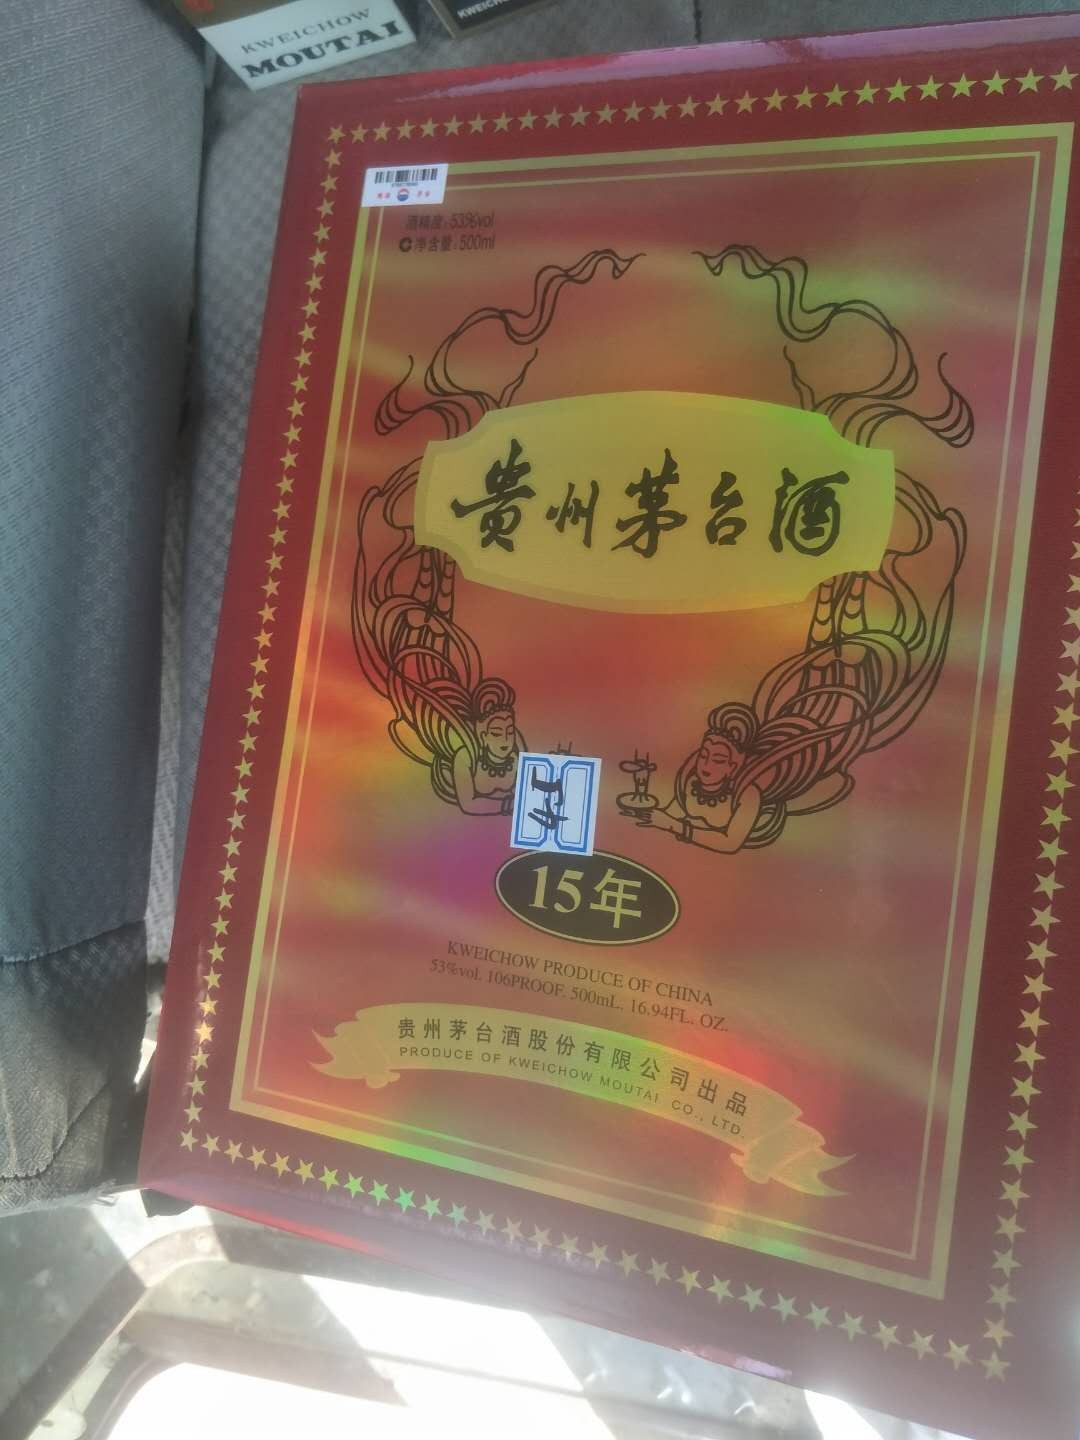 KWEICHOW
MOUTAI
KWEICHOW
酒精度:53%vol
净含量:500ml
贵州茅台酒
15年
KWEICHOW PRODUCE OF CHINA
53%vol. 106PROOF. 500mL. 16.94FL. OZ.
贵州茅台酒股份有限公司出品
PRODUCE OF KWEICHOW MOUTAI CO., LTD.